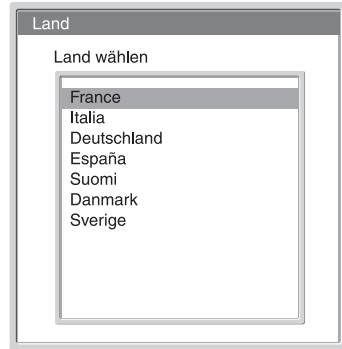 Land
Land wählen
France
Italia
Deutschland
España
Suomi
Danmark
Sverige